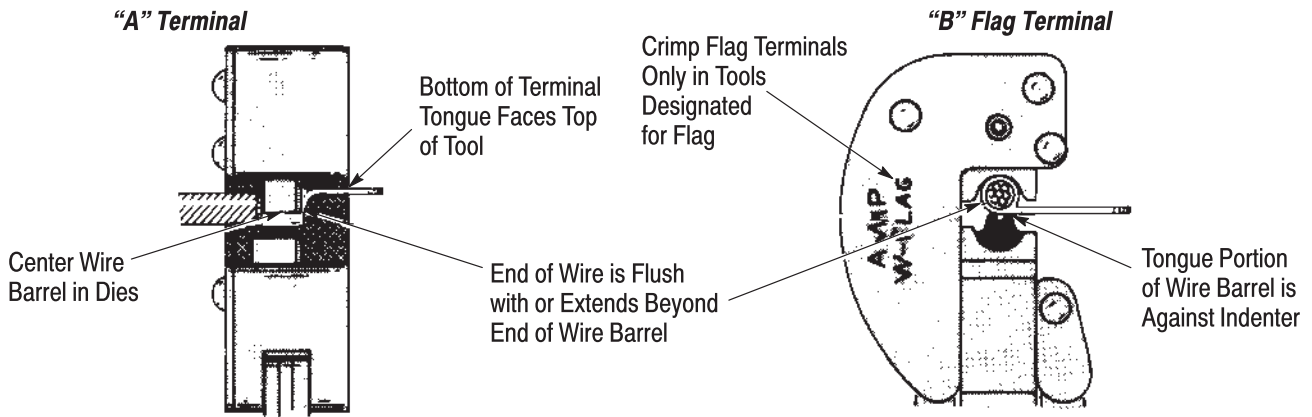 “A” Terminal
“B” Flag Terminal
Bottom of Terminal
Tongue Faces Top
of Tool
Crimp Flag Terminals
Only in Tools
Designated
for Flag
AMP
W-FLAG
Center Wire
Barrel in Dies
End of Wire is Flush
with or Extends Beyond
End of Wire Barrel
Tongue Portion
of Wire Barrel is
Against Indenter